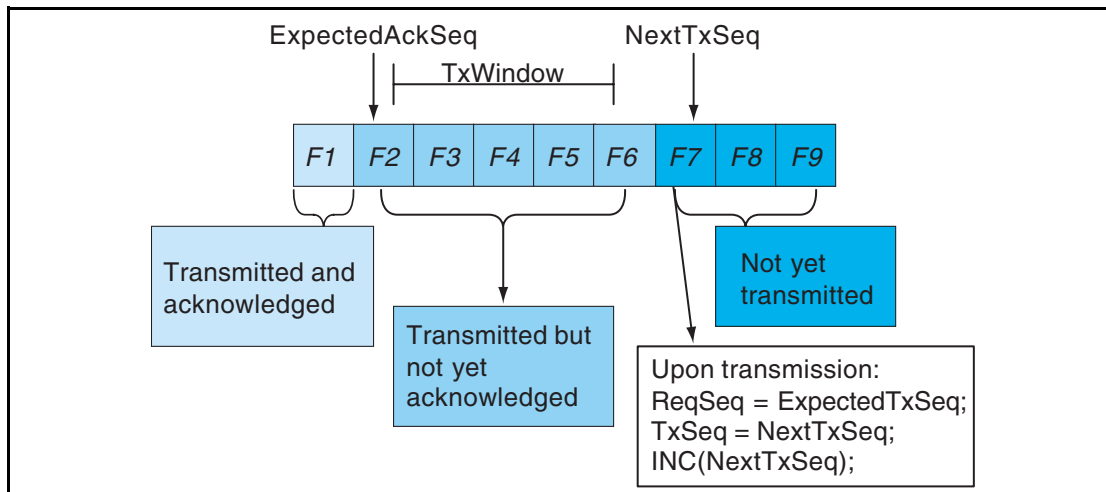 ExpectedAckSeq
NextTxSeq
TxWindow
F1 F2 F3 F4 F5 F6 F7 F8 F9
Transmitted and
acknowledged
Transmitted but
not yet
acknowledged
Not yet
transmitted
Upon transmission:
ReqSeq = ExpectedTxSeq;
TxSeq = NextTxSeq;
INC(NextTxSeq);